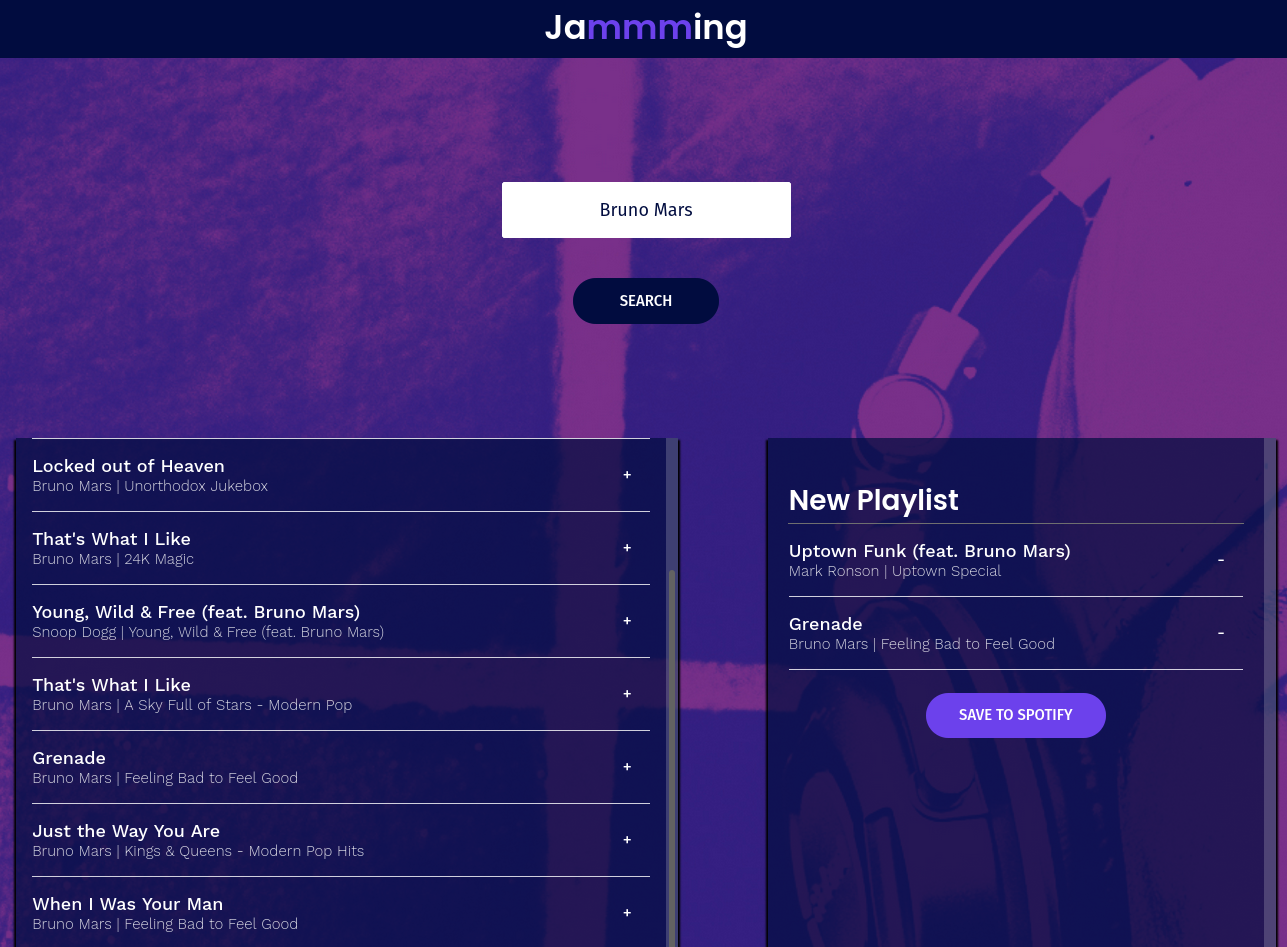 Jammming
Bruno Mars
SEARCH
Locked out of Heaven
Bruno Mars | Unorthodox Jukebox
+
That's What I Like
Bruno Mars | 24K Magic
+
Young, Wild & Free (feat. Bruno Mars)
Snoop Dogg | Young, Wild & Free (feat. Bruno Mars)
+
That's What I Like
Bruno Mars | A Sky Full of Stars - Modern Pop
+
Grenade
Bruno Mars | Feeling Bad to Feel Good
+
Just the Way You Are
Bruno Mars | Kings & Queens - Modern Pop Hits
+
When I Was Your Man
Bruno Mars | Feeling Bad to Feel Good
+
New Playlist
Uptown Funk (feat. Bruno Mars)
Mark Ronson | Uptown Special
-
Grenade
Bruno Mars | Feeling Bad to Feel Good
-
SAVE TO SPOTIFY